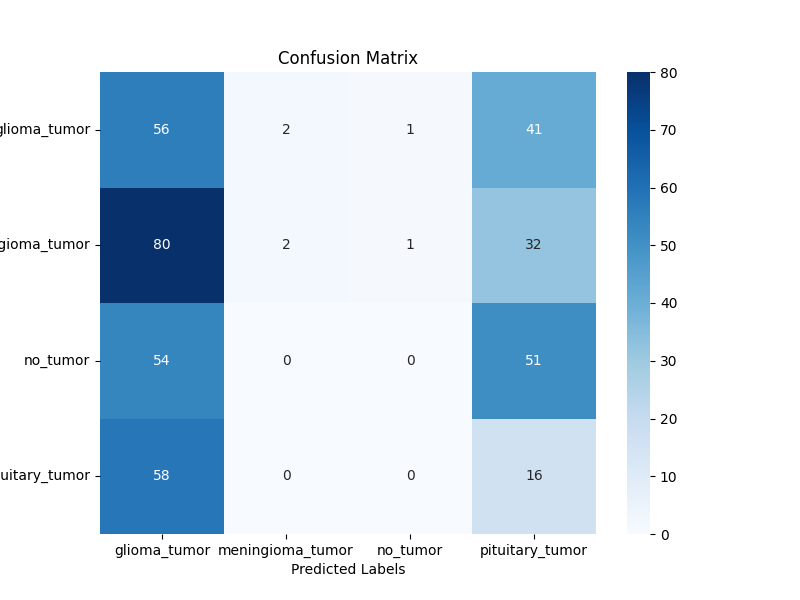 Confusion Matrix
glioma_tumor 56 2 1 41
gioma_tumor 80 2 1 32
no_tumor 54 0 0 51
uitary_tumor 58 0 0 16
glioma_tumor meningioma_tumor no_tumor pituitary_tumor
Predicted Labels
80
70
60
50
40
30
20
10
0